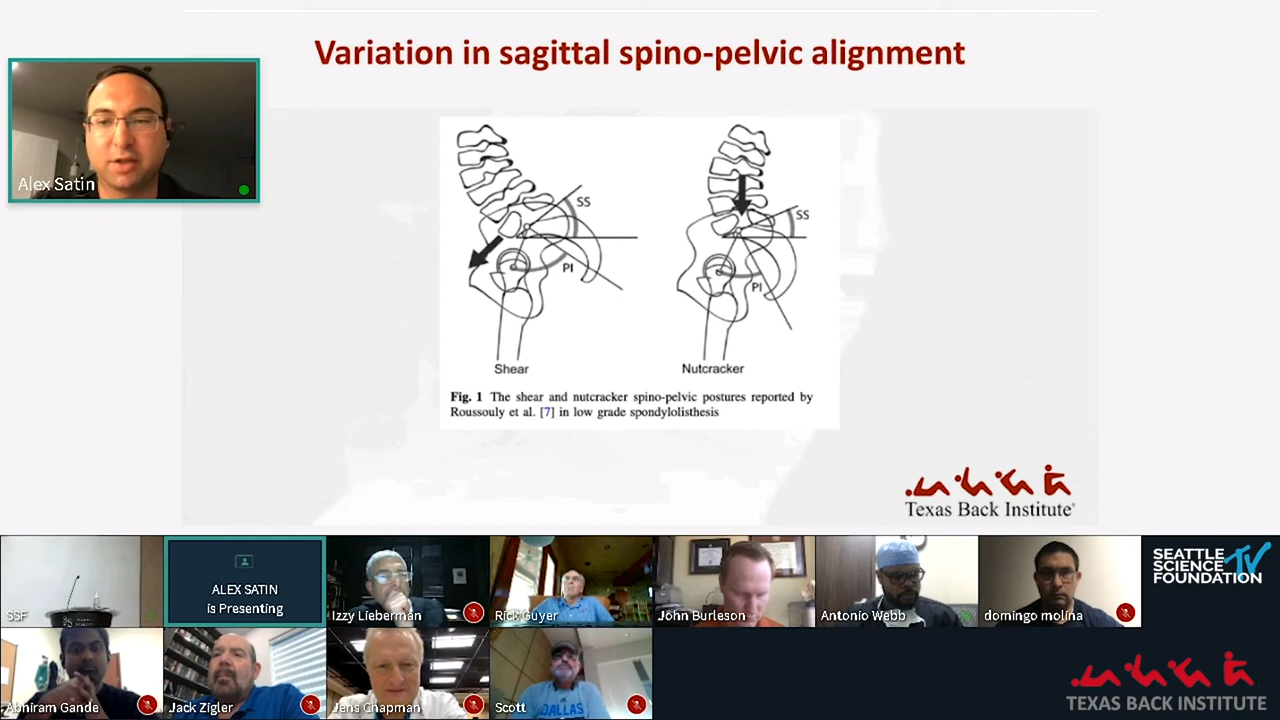 Variation in sagittal spino-pelvic alignment
Alex Satin
SS
PI
Shear
SS
PI
Nutcracker
Fig. 1 The shear and nutcracker spino-pelvic postures reported by
Roussouly et al. [7] in low grade spondylolisthesis
Texas Back Institute
SSF
ALEX SATIN
is Presenting
Izzy Lieberman
Rick Guyer
John Burleson
Antonio Webb
domingo molina
SEATTLE
SCIENCE
FOUNDATION
TV
Abhiram Gande
Jack Zigler
Jens Chapman
Scott
DALLAS
TEXAS BACK INSTITUTE